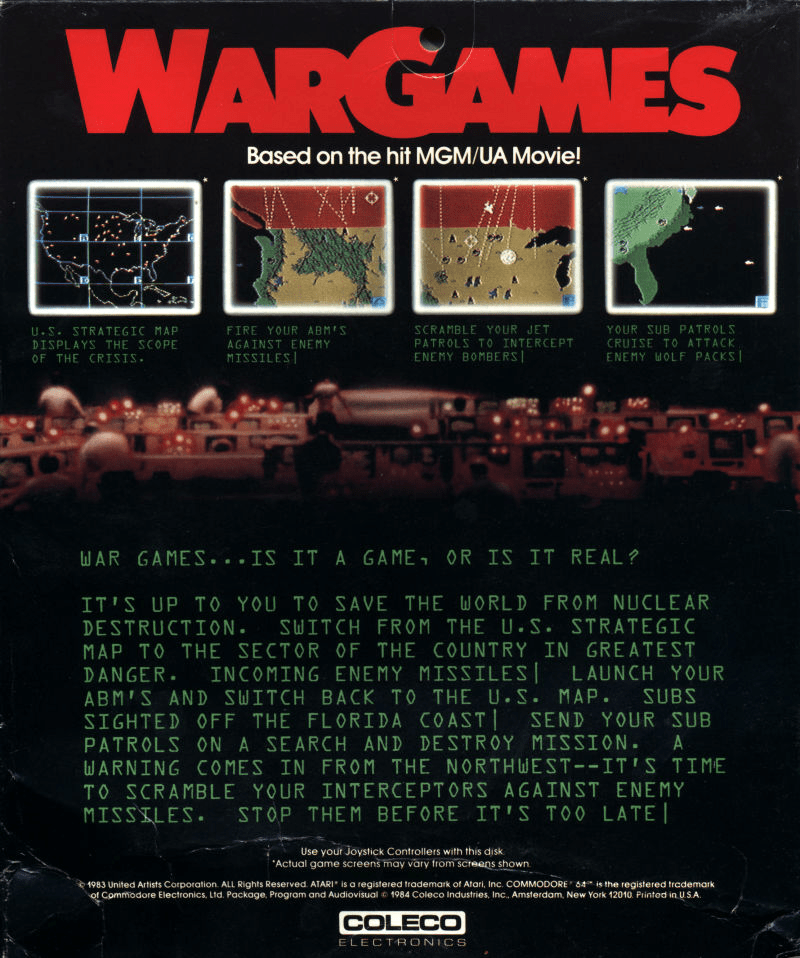 WARGAMES
Based on the hit MGM/UA Movie!
* * * *
U.S. STRATEGIC MAP
DISPLAYS THE SCOPE
OF THE CRISIS.
FIRE YOUR ABM'S
AGAINST ENEMY
MISSILES|
SCRAMBLE YOUR JET
PATROLS TO INTERCEPT
ENEMY BOMBERS|
YOUR SUB PATROLS
CRUISE TO ATTACK
ENEMY WOLF PACKS|
WAR GAMES...IS IT A GAME, OR IS IT REAL?
IT'S UP TO YOU TO SAVE THE WORLD FROM NUCLEAR
DESTRUCTION. SWITCH FROM THE U.S. STRATEGIC
MAP TO THE SECTOR OF THE COUNTRY IN GREATEST
DANGER. INCOMING ENEMY MISSILES| LAUNCH YOUR
ABM'S AND SWITCH BACK TO THE U.S. MAP. SUBS
SIGHTED OFF THE FLORIDA COAST| SEND YOUR SUB
PATROLS ON A SEARCH AND DESTROY MISSION. A
WARNING COMES IN FROM THE NORTHWEST--IT'S TIME
TO SCRAMBLE YOUR INTERCEPTORS AGAINST ENEMY
MISSILES. STOP THEM BEFORE IT'S TOO LATE|
Use your Joystick Controllers with this disk.
*Actual game screens may vary from screens shown.
© 1983 United Artists Corporation. ALL Rights Reserved. ATARI® is a registered trademark of Atari, Inc. COMMODORE® 64™ is the registered trademark
of Commodore Electronics, Ltd. Package, Program and Audiovisual © 1984 Coleco Industries, Inc., Amsterdam, New York 12010. Printed in U.S.A.
COLECO
ELECTRONICS